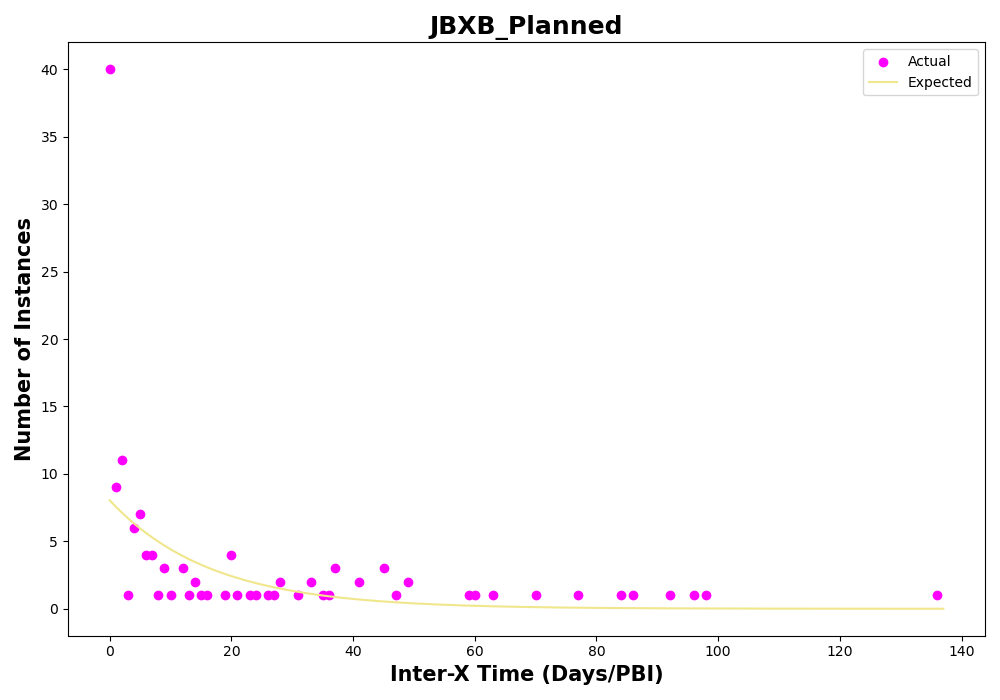 JBXB_Planned
Actual
Expected
Number of Instances
40
35
30
25
20
15
10
5
0
0 20 40 60 80 100 120 140
Inter-X Time (Days/PBI)